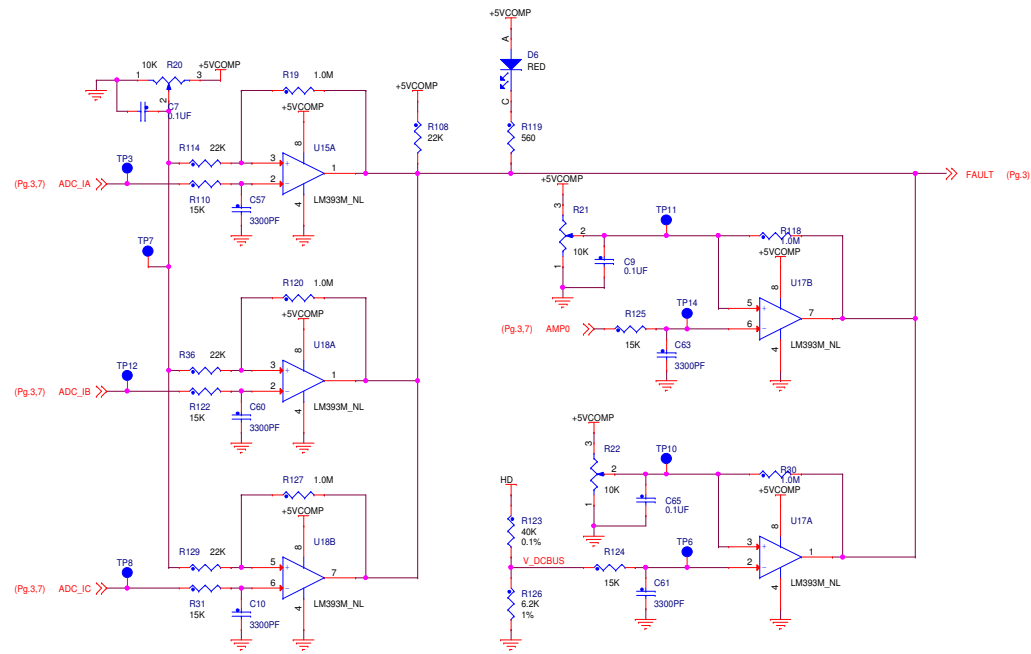 +5VCOMP
A
D6
RED
C
R119
560
10K
R20
+5VCOMP
1
3
2
C7
0.1UF
R19
1.0M
+5VCOMP
8
U15A
R114
22K
3
+
2
−
1
4
LM393M_NL
TP3
(Pg.3,7)
ADC_IA
R110
15K
C57
3300PF
TP7
+5VCOMP
R108
22K
FAULT
(Pg.3)
+5VCOMP
3
R21
2
10K
1
C9
0.1UF
TP11
R118
1.0M
+5VCOMP
8
U17B
5
+
6
−
7
4
LM393M_NL
TP14
(Pg.3,7)
AMP0
R125
15K
C63
3300PF
R120
1.0M
+5VCOMP
8
U18A
R36
22K
3
+
2
−
1
4
LM393M_NL
TP12
(Pg.3,7)
ADC_IB
R122
15K
C60
3300PF
+5VCOMP
3
R22
2
10K
1
C65
0.1UF
TP10
R30
1.0M
+5VCOMP
8
U17A
3
+
2
−
1
4
LM393M_NL
TP6
HD
R123
40K
0.1%
V_DCBUS
R124
15K
C61
3300PF
R126
6.2K
1%
R127
1.0M
+5VCOMP
8
U18B
R129
22K
5
+
6
−
7
4
LM393M_NL
TP8
(Pg.3,7)
ADC_IC
R31
15K
C10
3300PF